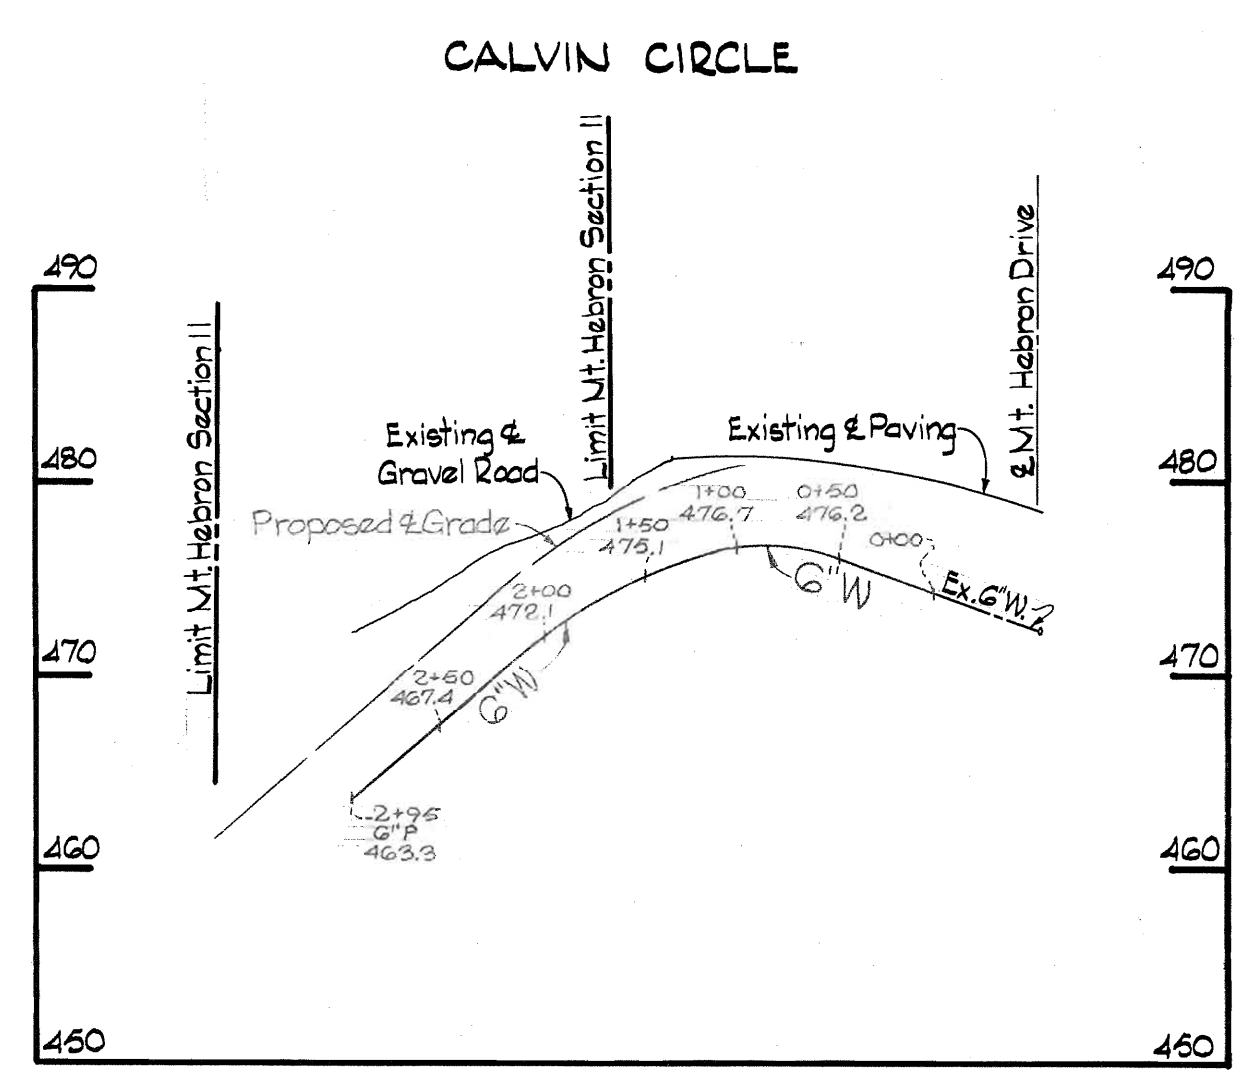 CALVIN CIRCLE
Limit Mt. Hebron Section II
Limit Mt. Hebron Section II
℄ Mt. Hebron Drive
490
490
480
480
470
470
460
460
450
450
Existing ℄
Gravel Road
Existing ℄ Paving
Proposed ℄ Grade
1+00
476.7
0+50
476.2
1+50
475.1
0+00
2+00
472.1
6"W
Ex. 6"W.
2+50
467.4
6"W
2+95
6"P
463.3